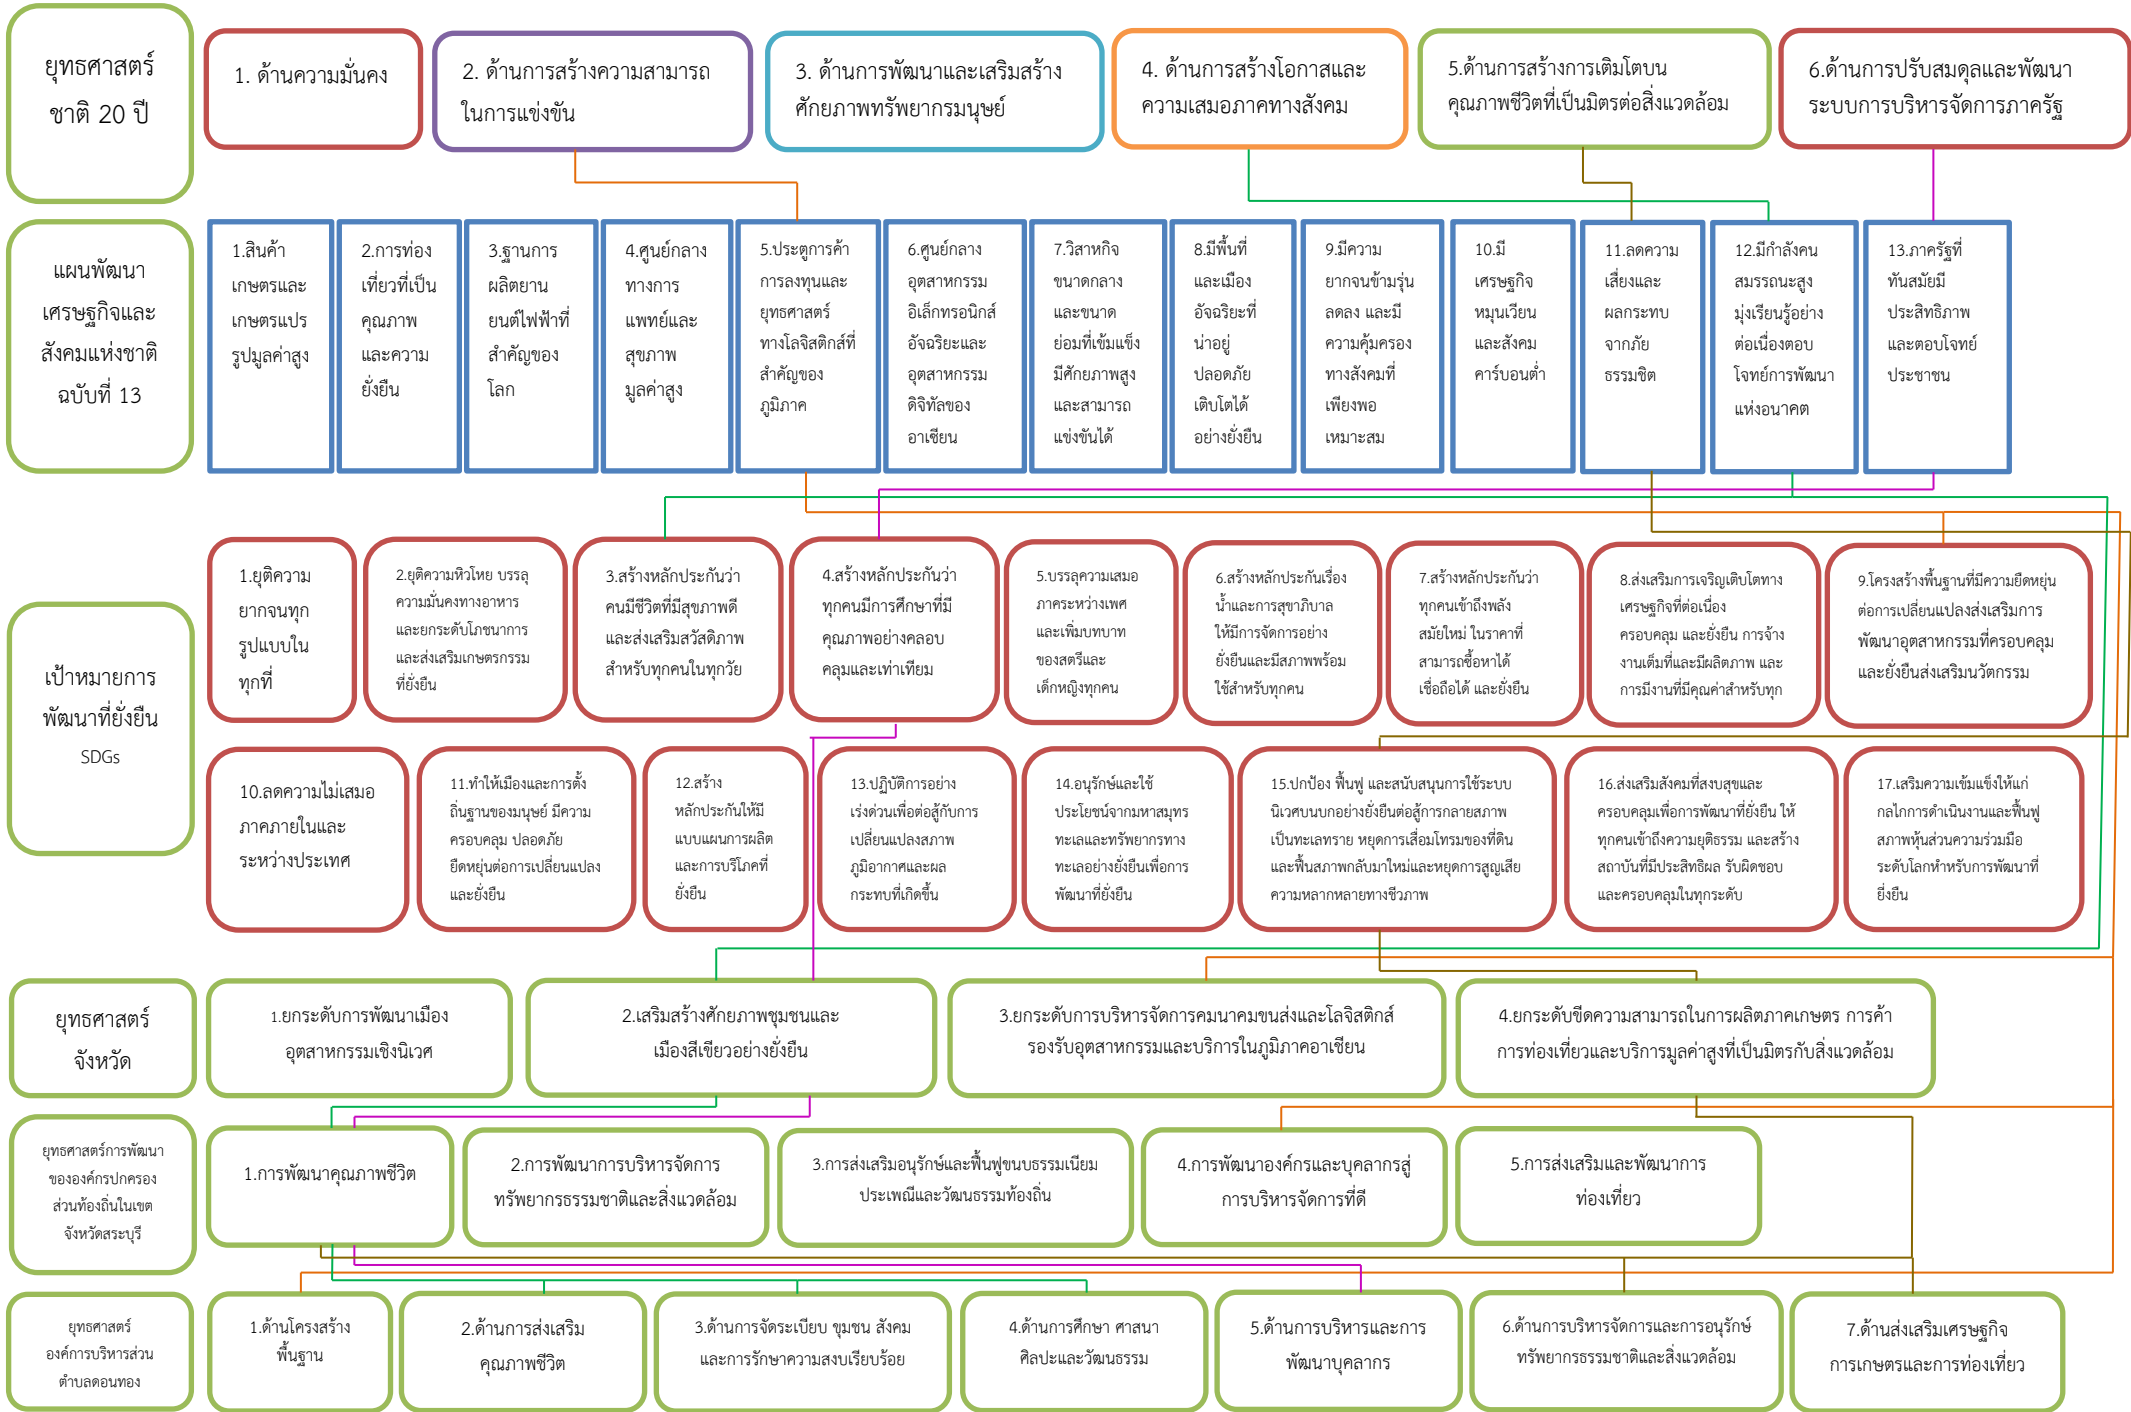 ยุทธศาสตร์
ชาติ 20 ปี
1. ด้านความมั่นคง
2. ด้านการสร้างความสามารถ
ในการแข่งขัน
3. ด้านการพัฒนาและเสริมสร้าง
ศักยภาพทรัพยากรมนุษย์
4. ด้านการสร้างโอกาสและ
ความเสมอภาคทางสังคม
5.ด้านการสร้างการเติมโตบน
คุณภาพชีวิตที่เป็นมิตรต่อสิ่งแวดล้อม
6.ด้านการปรับสมดุลและพัฒนา
ระบบการบริหารจัดการภาครัฐ
แผนพัฒนา
เศรษฐกิจและ
สังคมแห่งชาติ
ฉบับที่ 13
1.สินค้า
เกษตรและ
เกษตรแปร
รูปมูลค่าสูง
2.การท่อง
เที่ยวที่เป็น
คุณภาพ
และความ
ยั่งยืน
3.ฐานการ
ผลิตยาน
ยนต์ไฟฟ้าที่
สำคัญของ
โลก
4.ศูนย์กลาง
ทางการ
แพทย์และ
สุขภาพ
มูลค่าสูง
5.ประตูการค้า
การลงทุนและ
ยุทธศาสตร์
ทางโลจิสติกส์ที่
สำคัญของ
ภูมิภาค
6.ศูนย์กลาง
อุตสาหกรรม
อิเล็กทรอนิกส์
อัจฉริยะและ
อุตสาหกรรม
ดิจิทัลของ
อาเซียน
7.วิสาหกิจ
ขนาดกลาง
และขนาด
ย่อมที่เข้มแข็ง
มีศักยภาพสูง
และสามารถ
แข่งขันได้
8.มีพื้นที่
และเมือง
อัจฉริยะที่
น่าอยู่
ปลอดภัย
เติบโตได้
อย่างยั่งยืน
9.มีความ
ยากจนข้ามรุ่น
ลดลง และมี
ความคุ้มครอง
ทางสังคมที่
เพียงพอ
เหมาะสม
10.มี
เศรษฐกิจ
หมุนเวียน
และสังคม
คาร์บอนต่ำ
11.ลดความ
เสี่ยงและ
ผลกระทบ
จากภัย
ธรรมชิต
12.มีกำลังคน
สมรรถนะสูง
มุ่งเรียนรู้อย่าง
ต่อเนื่องตอบ
โจทย์การพัฒนา
แห่งอนาคต
13.ภาครัฐที่
ทันสมัยมี
ประสิทธิภาพ
และตอบโจทย์
ประชาชน
เป้าหมายการ
พัฒนาที่ยั่งยืน
SDGs
1.ยุติความ
ยากจนทุก
รูปแบบใน
ทุกที่
2.ยุติความหิวโหย บรรลุ
ความมั่นคงทางอาหาร
และยกระดับโภชนาการ
และส่งเสริมเกษตรกรรม
ที่ยั่งยืน
3.สร้างหลักประกันว่า
คนมีชีวิตที่มีสุขภาพดี
และส่งเสริมสวัสดิภาพ
สำหรับทุกคนในทุกวัย
4.สร้างหลักประกันว่า
ทุกคนมีการศึกษาที่มี
คุณภาพอย่างคลอบ
คลุมและเท่าเทียม
5.บรรลุความเสมอ
ภาคระหว่างเพศ
และเพิ่มบทบาท
ของสตรีและ
เด็กหญิงทุกคน
6.สร้างหลักประกันเรื่อง
น้ำและการสุขาภิบาล
ให้มีการจัดการอย่าง
ยั่งยืนและมีสภาพพร้อม
ใช้สำหรับทุกคน
7.สร้างหลักประกันว่า
ทุกคนเข้าถึงพลัง
สมัยใหม่ ในราคาที่
สามารถซื้อหาได้
เชื่อถือได้ และยั่งยืน
8.ส่งเสริมการเจริญเติบโตทาง
เศรษฐกิจที่ต่อเนื่อง
ครอบคลุม และยั่งยืน การจ้าง
งานเต็มที่และมีผลิตภาพ และ
การมีงานที่มีคุณค่าสำหรับทุก
9.โครงสร้างพื้นฐานที่มีความยืดหยุ่น
ต่อการเปลี่ยนแปลงส่งเสริมการ
พัฒนาอุตสาหกรรมที่ครอบคลุม
และยั่งยืนส่งเสริมนวัตกรรม
10.ลดความไม่เสมอ
ภาคภายในและ
ระหว่างประเทศ
11.ทำให้เมืองและการตั้ง
ถิ่นฐานของมนุษย์ มีความ
ครอบคลุม ปลอดภัย
ยืดหยุ่นต่อการเปลี่ยนแปลง
และยั่งยืน
12.สร้าง
หลักประกันให้มี
แบบแผนการผลิต
และการบริโภคที่
ยั่งยืน
13.ปฏิบัติการอย่าง
เร่งด่วนเพื่อต่อสู้กับการ
เปลี่ยนแปลงสภาพ
ภูมิอากาศและผล
กระทบที่เกิดขึ้น
14.อนุรักษ์และใช้
ประโยชน์จากมหาสมุทร
ทะเลและทรัพยากรทาง
ทะเลอย่างยั่งยืนเพื่อการ
พัฒนาที่ยั่งยืน
15.ปกป้อง ฟื้นฟู และสนับสนุนการใช้ระบบ
นิเวศบนบกอย่างยั่งยืนต่อสู้การกลายสภาพ
เป็นทะเลทราย หยุดการเสื่อมโทรมของที่ดิน
และฟื้นสภาพกลับมาใหม่และหยุดการสูญเสีย
ความหลากหลายทางชีวภาพ
16.ส่งเสริมสังคมที่สงบสุขและ
ครอบคลุมเพื่อการพัฒนาที่ยั่งยืน ให้
ทุกคนเข้าถึงความยุติธรรม และสร้าง
สถาบันที่มีประสิทธิผล รับผิดชอบ
และครอบคลุมในทุกระดับ
17.เสริมความเข้มแข็งให้แก่
กลไกการดำเนินงานและฟื้นฟู
สภาพหุ้นส่วนความร่วมมือ
ระดับโลกทำหรับการพัฒนาที่
ยี่งยืน
ยุทธศาสตร์
จังหวัด
1.ยกระดับการพัฒนาเมือง
อุตสาหกรรมเชิงนิเวศ
2.เสริมสร้างศักยภาพชุมชนและ
เมืองสีเขียวอย่างยั่งยืน
3.ยกระดับการบริหารจัดการคมนาคมขนส่งและโลจิสติกส์
รองรับอุตสาหกรรมและบริการในภูมิภาคอาเซียน
4.ยกระดับขีดความสามารถในการผลิตภาคเกษตร การค้า
การท่องเที่ยวและบริการมูลค่าสูงที่เป็นมิตรกับสิ่งแวดล้อม
ยุทธศาสตร์การพัฒนา
ขององค์กรปกครอง
ส่วนท้องถิ่นในเขต
จังหวัดสระบุรี
1.การพัฒนาคุณภาพชีวิต
2.การพัฒนาการบริหารจัดการ
ทรัพยากรธรรมชาติและสิ่งแวดล้อม
3.การส่งเสริมอนุรักษ์และฟื้นฟูขนบธรรมเนียม
ประเพณีและวัฒนธรรมท้องถิ่น
4.การพัฒนาองค์กรและบุคลากรสู่
การบริหารจัดการที่ดี
5.การส่งเสริมและพัฒนาการ
ท่องเที่ยว
ยุทธศาสตร์
องค์การบริหารส่วน
ตำบลดอนทอง
1.ด้านโครงสร้าง
พื้นฐาน
2.ด้านการส่งเสริม
คุณภาพชีวิต
3.ด้านการจัดระเบียบ ชุมชน สังคม
และการรักษาความสงบเรียบร้อย
4.ด้านการศึกษา ศาสนา
ศิลปะและวัฒนธรรม
5.ด้านการบริหารและการ
พัฒนาบุคลากร
6.ด้านการบริหารจัดการและการอนุรักษ์
ทรัพยากรธรรมชาติและสิ่งแวดล้อม
7.ด้านส่งเสริมเศรษฐกิจ
การเกษตรและการท่องเที่ยว